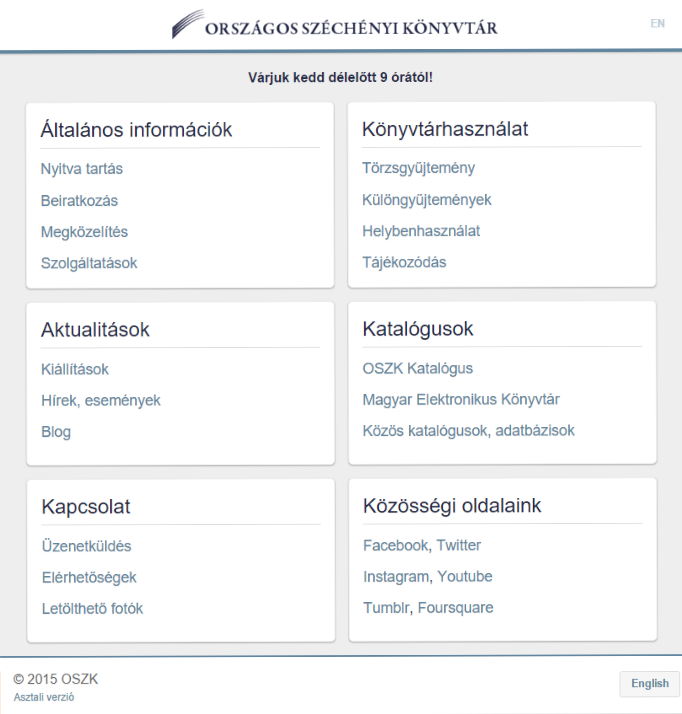 ORSZÁGOS SZÉCHÉNYI KÖNYVTÁR
EN
Várjuk kedd délelőtt 9 órától!
Általános információk
Nyitva tartás
Beiratkozás
Megközelítés
Szolgáltatások
Könyvtárhasználat
Törzsgyűjtemény
Különgyűjtemények
Helybenhasználat
Tájékozódás
Aktualitások
Kiállítások
Hírek, események
Blog
Katalógusok
OSZK Katalógus
Magyar Elektronikus Könyvtár
Közös katalógusok, adatbázisok
Kapcsolat
Üzenetküldés
Elérhetőségek
Letölthető fotók
Közösségi oldalaink
Facebook, Twitter
Instagram, Youtube
Tumblr, Foursquare
© 2015 OSZK
Asztali verzió
English